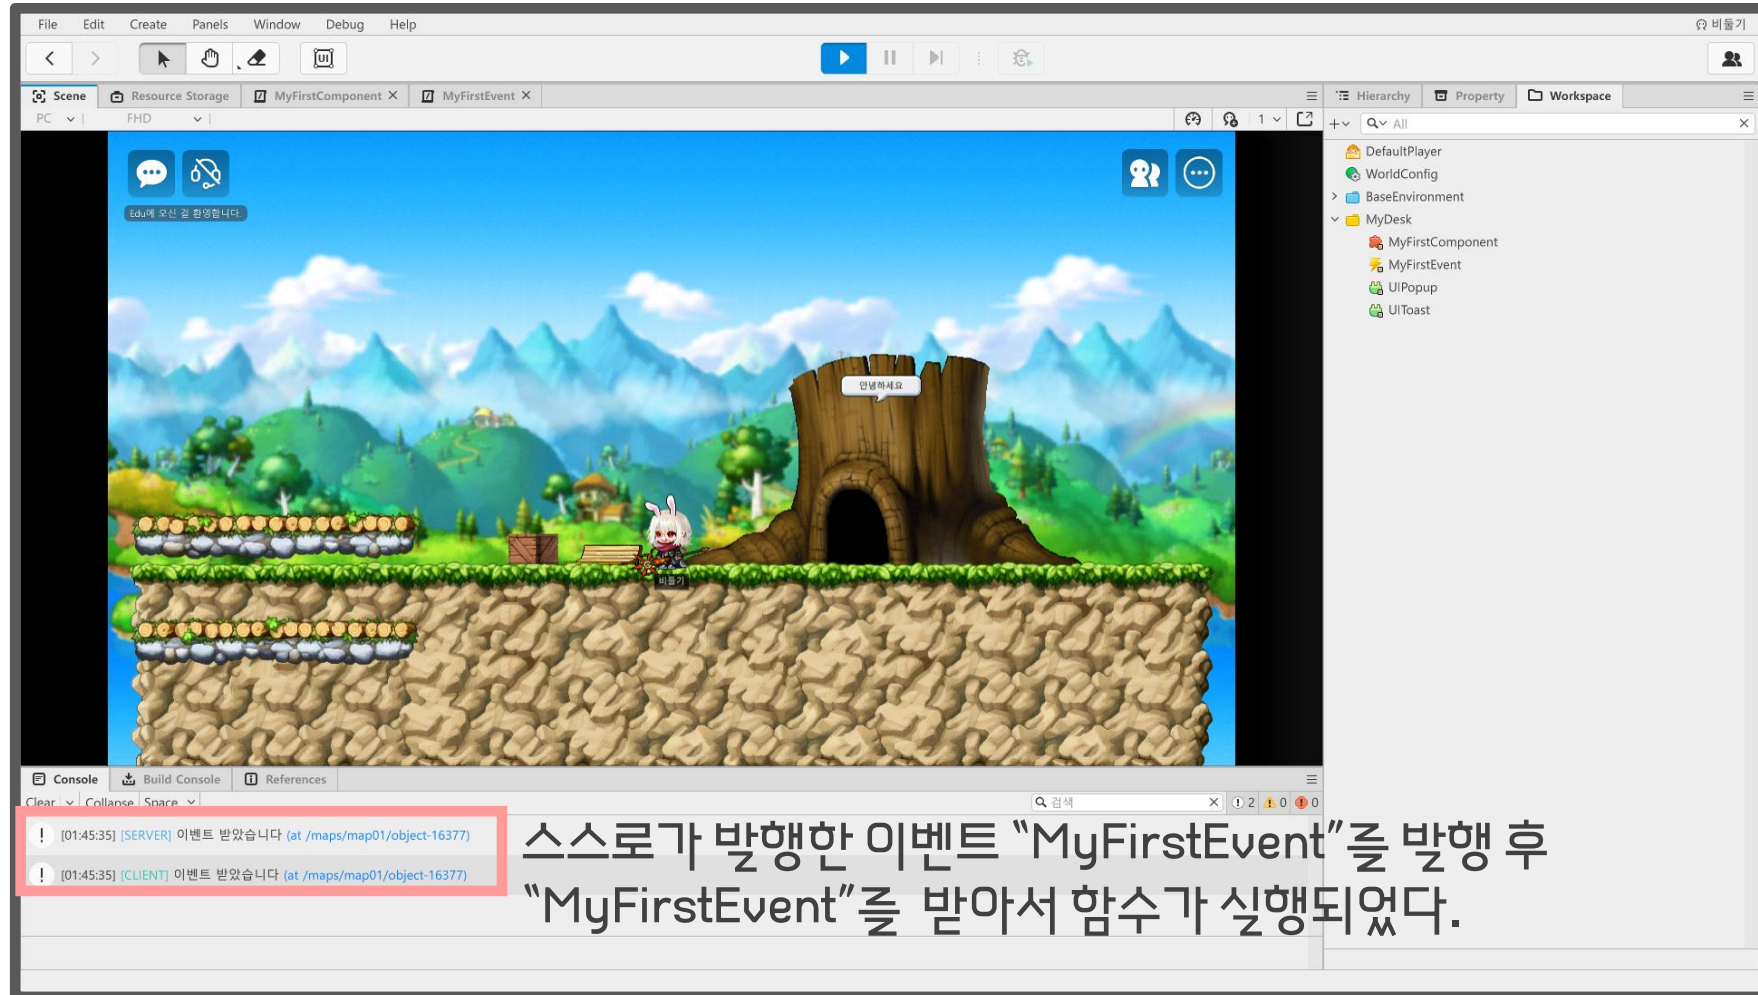 File Edit Create Panels Window Debug Help
비둘기
UI
Scene Resource Storage MyFirstComponent MyFirstEvent
Hierarchy Property Workspace
PC FHD 1
All
Edu에 오신 걸 환영합니다.
DefaultPlayer
WorldConfig
BaseEnvironment
MyDesk
MyFirstComponent
MyFirstEvent
UIPopup
UIToast
안녕하세요
비둘기
Console Build Console References
Clear Collapse Space
검색 2 0 0
[01:45:35] [SERVER] 이벤트 받았습니다 (at /maps/map01/object-16377)
[01:45:35] [CLIENT] 이벤트 받았습니다 (at /maps/map01/object-16377)
스스로가 발행한 이벤트 “MyFirstEvent”를 발행 후
“MyFirstEvent”를 받아서 함수가 실행되었다.